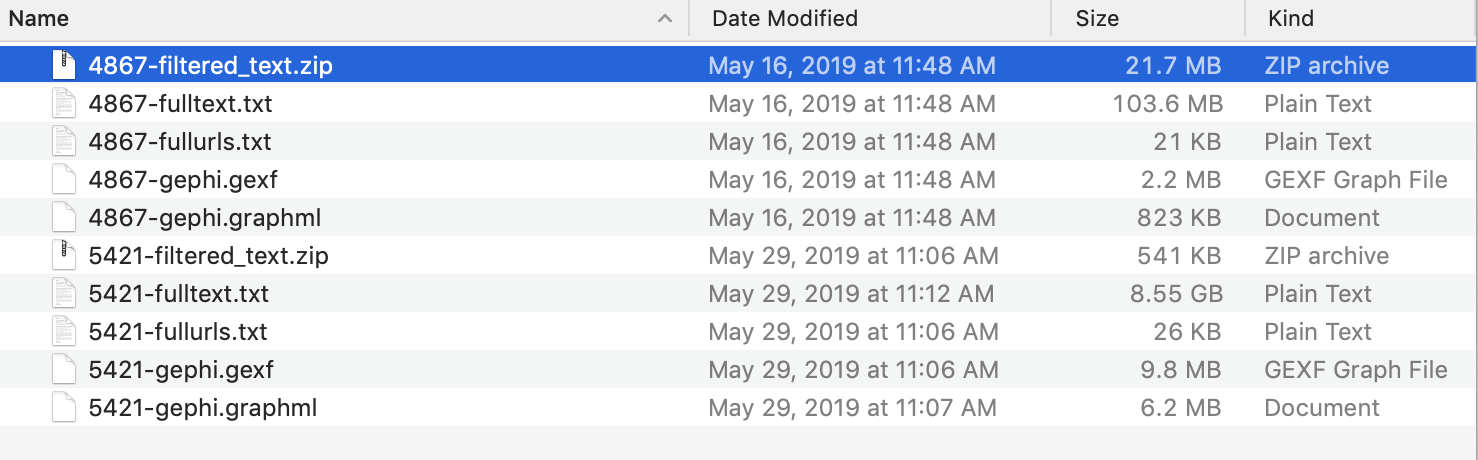 Name Date Modified Size Kind
4867-filtered_text.zip May 16, 2019 at 11:48 AM 21.7 MB ZIP archive
4867-fulltext.txt May 16, 2019 at 11:48 AM 103.6 MB Plain Text
4867-fullurls.txt May 16, 2019 at 11:48 AM 21 KB Plain Text
4867-gephi.gexf May 16, 2019 at 11:48 AM 2.2 MB GEXF Graph File
4867-gephi.graphml May 16, 2019 at 11:48 AM 823 KB Document
5421-filtered_text.zip May 29, 2019 at 11:06 AM 541 KB ZIP archive
5421-fulltext.txt May 29, 2019 at 11:12 AM 8.55 GB Plain Text
5421-fullurls.txt May 29, 2019 at 11:06 AM 26 KB Plain Text
5421-gephi.gexf May 29, 2019 at 11:06 AM 9.8 MB GEXF Graph File
5421-gephi.graphml May 29, 2019 at 11:07 AM 6.2 MB Document